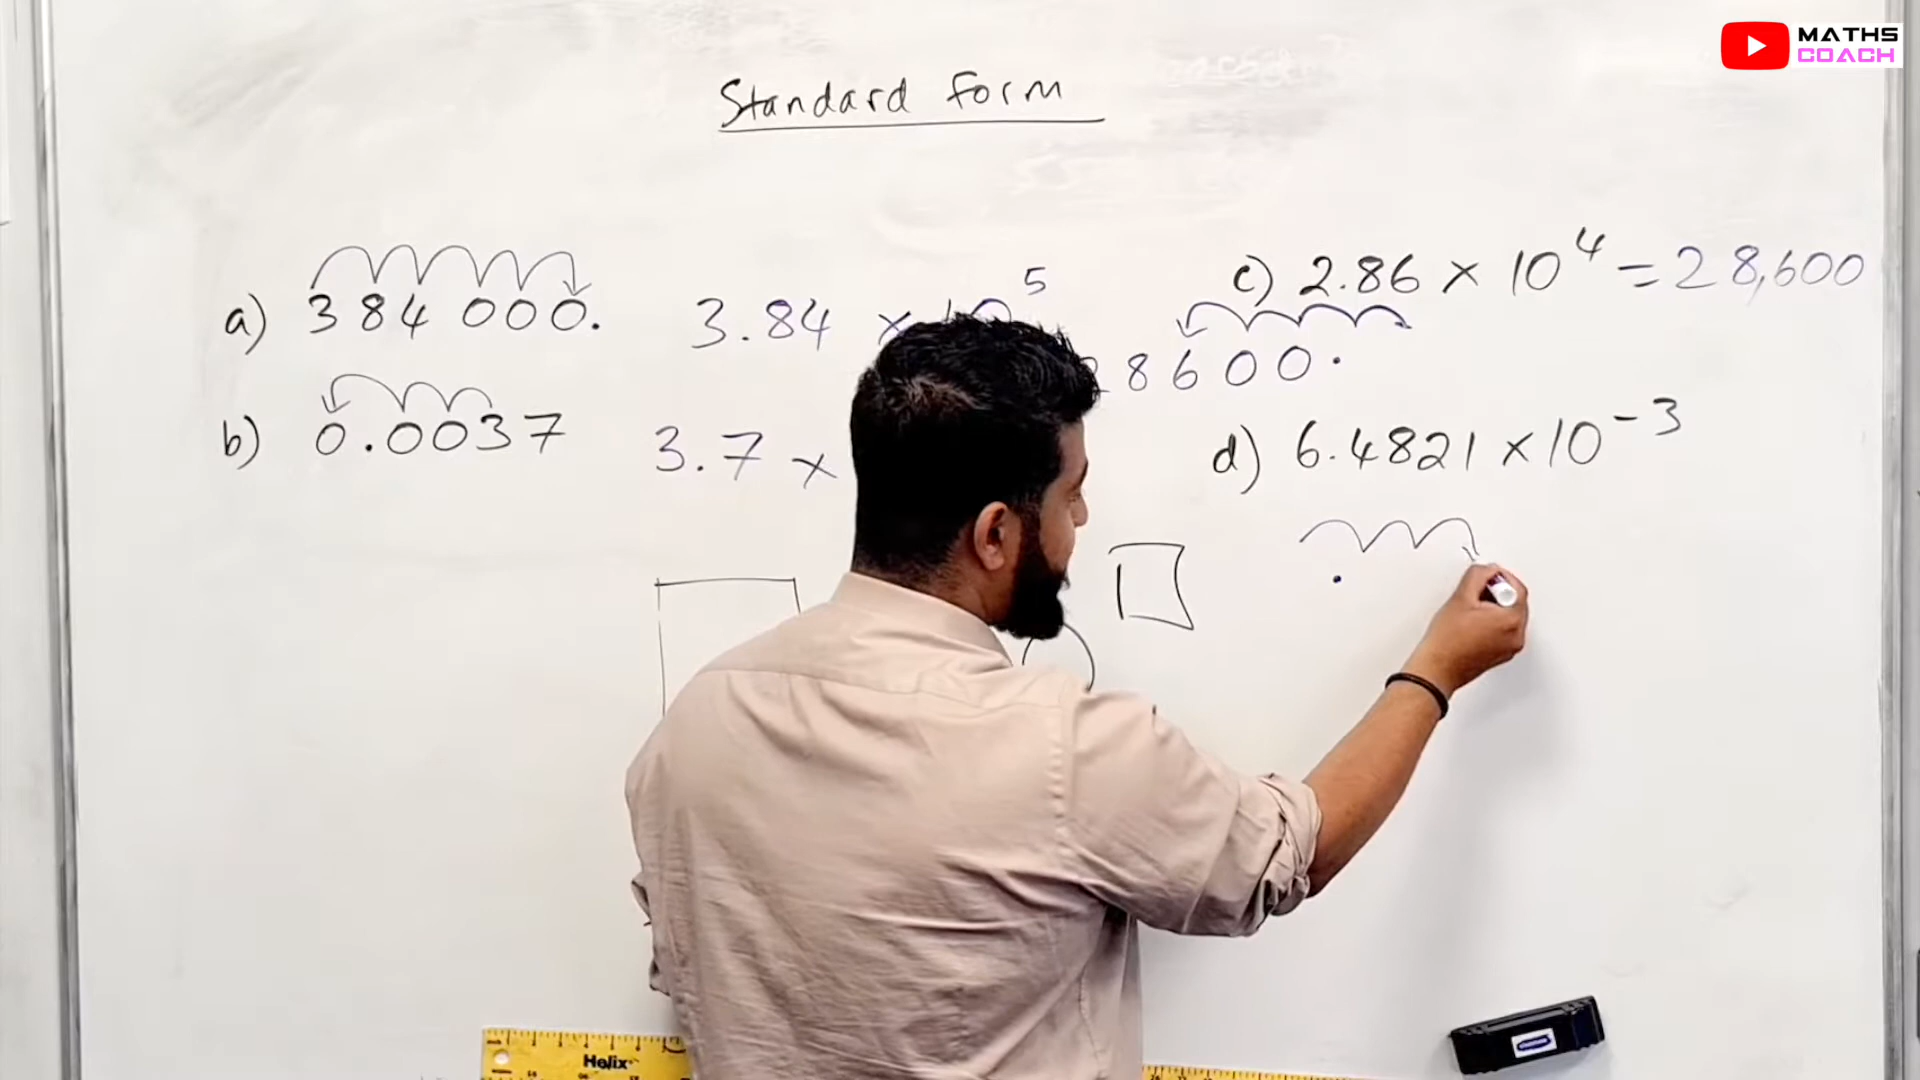 MATHS
COACH
Standard Form
a) 384 000. 3.84 × 10⁵
b) 0.0037 3.7 ×
c) 2.86 × 10⁴ = 28,600
8600.
d) 6.4821 × 10⁻³
.
Helix